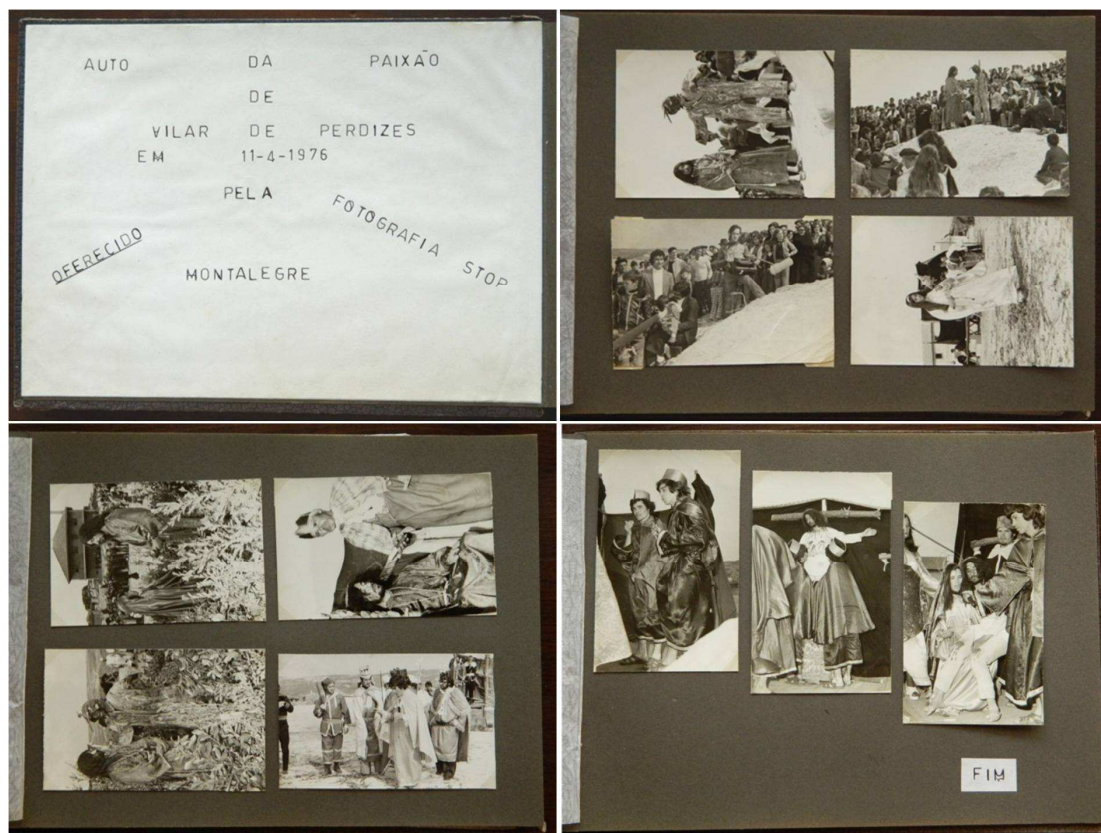 AUTO DA PAIXÃO
DE
VILAR DE PERDIZES
EM 11-4-1976
PELA
OFERECIDO
FOTOGRAFIA STOP
MONTALEGRE
FIM